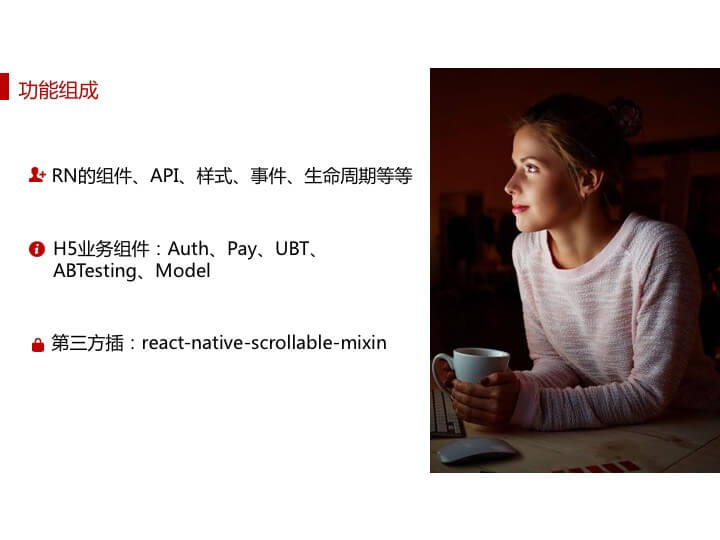 功能组成
RN的组件、API、样式、事件、生命周期等等
H5业务组件：Auth、Pay、UBT、
ABTesting、Model
第三方插：react-native-scrollable-mixin